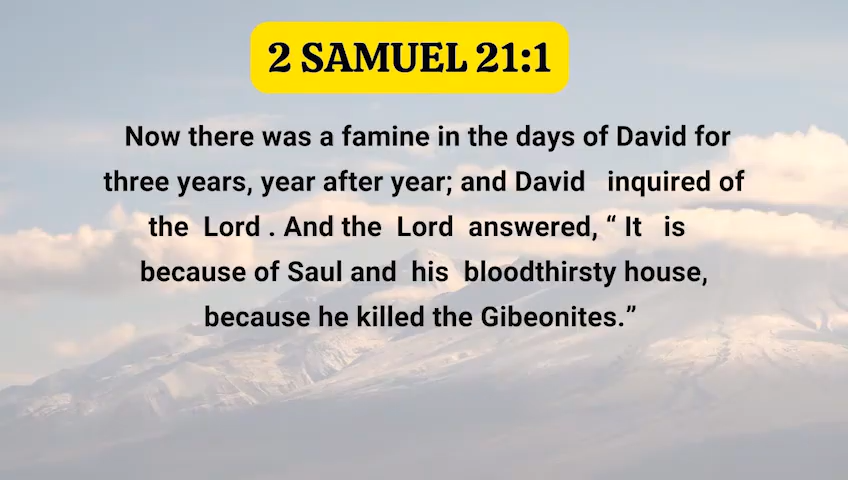 2 SAMUEL 21:1
Now there was a famine in the days of David for
three years, year after year; and David   inquired of
the  Lord . And the  Lord  answered, “ It   is
because of Saul and  his  bloodthirsty house,
because he killed the Gibeonites.”